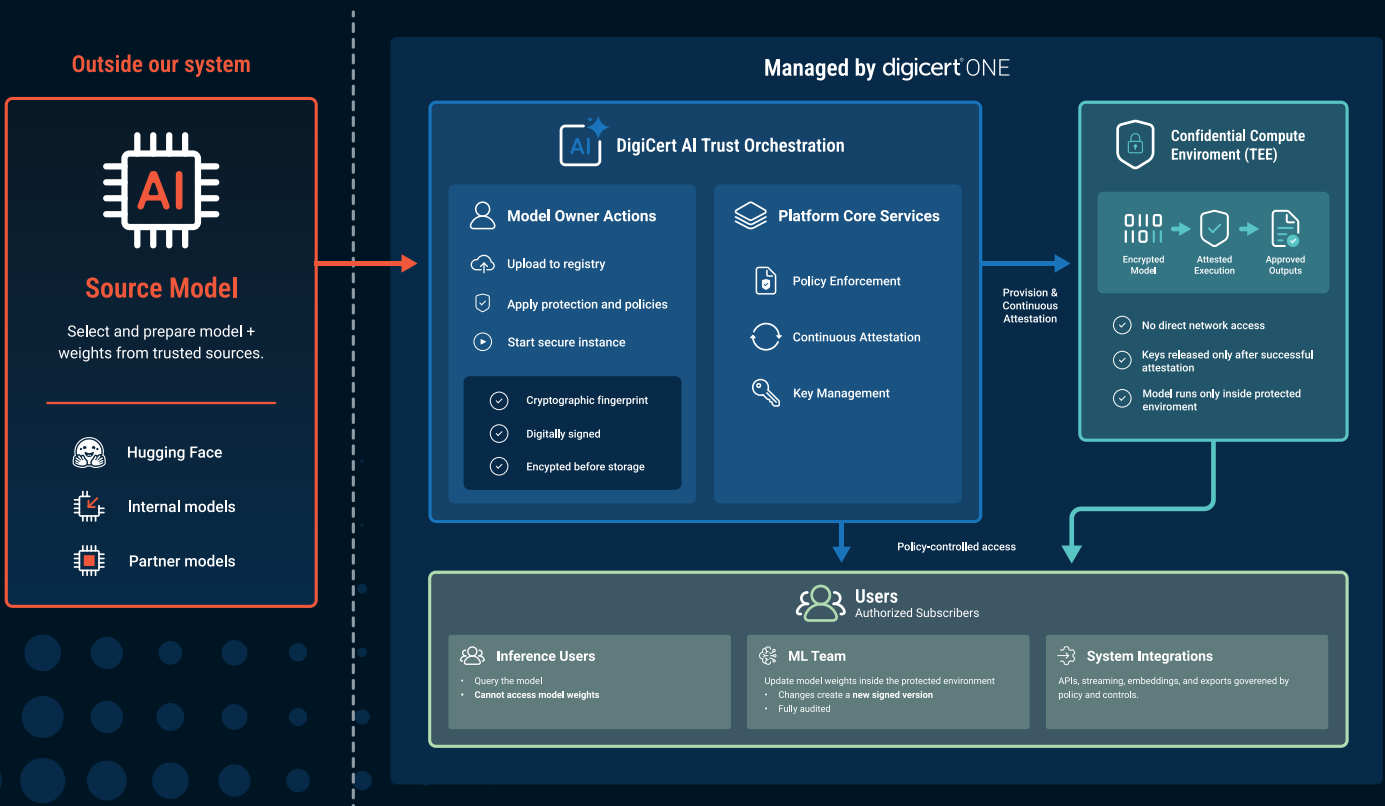 Outside our system
AI
Source Model
Select and prepare model +
weights from trusted sources.
Hugging Face
Internal models
Partner models
Managed by digicert® ONE
AI
DigiCert AI Trust Orchestration
Model Owner Actions
Upload to registry
Apply protection and policies
Start secure instance
Cryptographic fingerprint
Digitally signed
Encypted before storage
Platform Core Services
Policy Enforcement
Continuous Attestation
Key Management
Provision &
Continuous
Attestation
Confidential Compute
Enviroment (TEE)
0110
11011
Encrypted
Model
Attested
Execution
Approved
Outputs
No direct network access
Keys released only after successful
attestation
Model runs only inside protected
enviroment
Policy-controlled access
Users
Authorized Subscribers
Inference Users
• Query the model
• Cannot access model weights
ML Team
Update model weights inside the protected environment
• Changes create a new signed version
• Fully audited
System Integrations
APIs, streaming, embeddings, and exports goverened by
policy and controls.